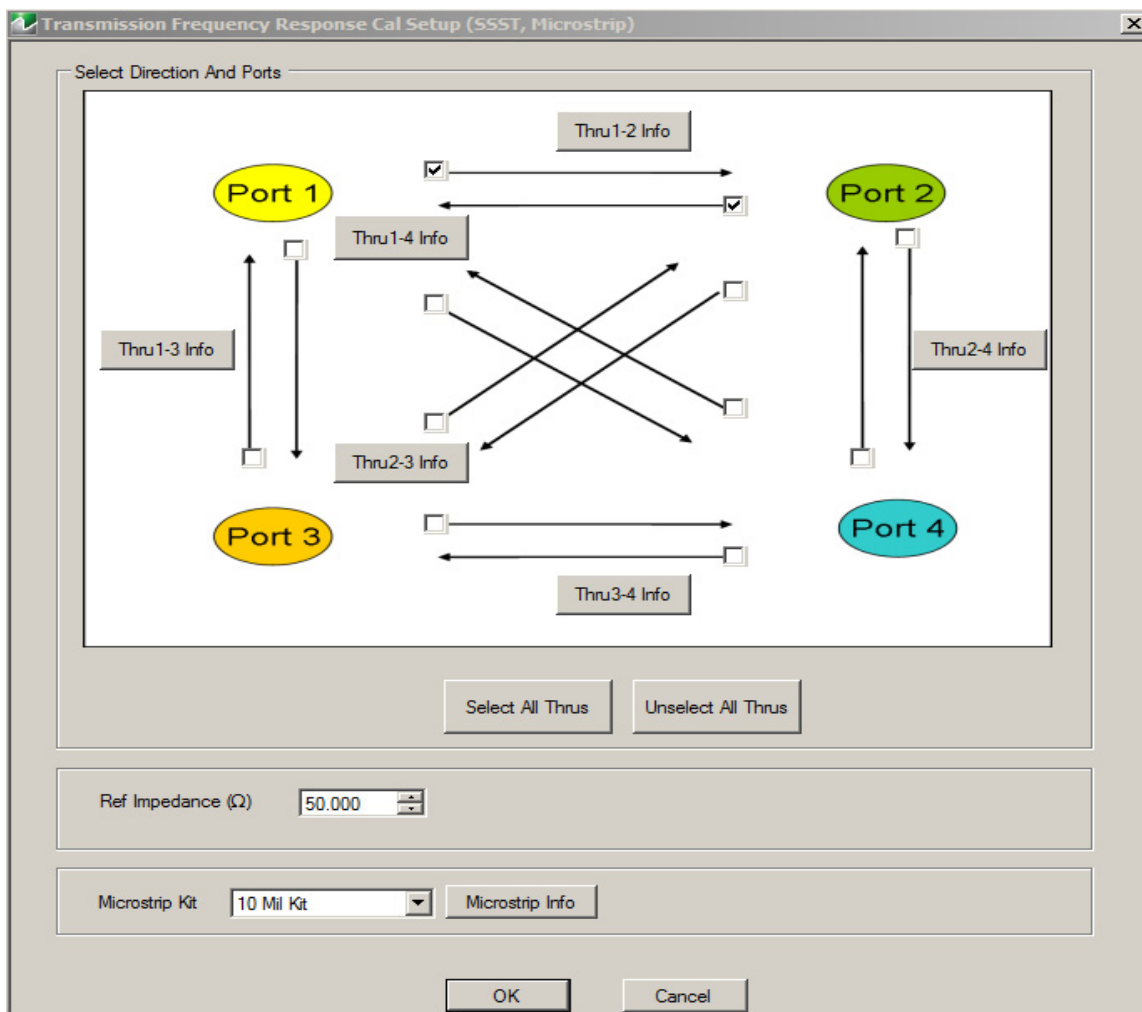 Transmission Frequency Response Cal Setup (SSST, Microstrip)
Select Direction And Ports
Thru1-2 Info
Port 1
Port 2
Thru1-4 Info
Thru1-3 Info
Thru2-4 Info
Thru2-3 Info
Port 3
Port 4
Thru3-4 Info
Select All Thrus
Unselect All Thrus
Ref Impedance (Ω)
50.000
Microstrip Kit
10 Mil Kit
Microstrip Info
OK
Cancel